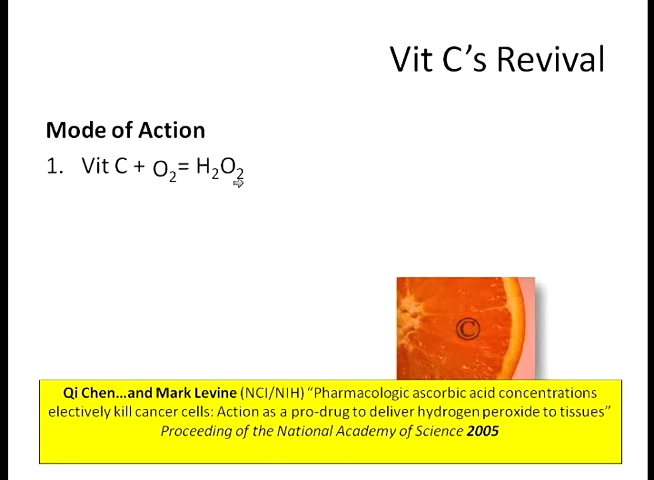 Vit C's Revival
Mode of Action
1. Vit C + O₂= H₂O₂
©
Qi Chen...and Mark Levine (NCI/NIH) "Pharmacologic ascorbic acid concentrations
electively kill cancer cells: Action as a pro-drug to deliver hydrogen peroxide to tissues"
Proceeding of the National Academy of Science 2005